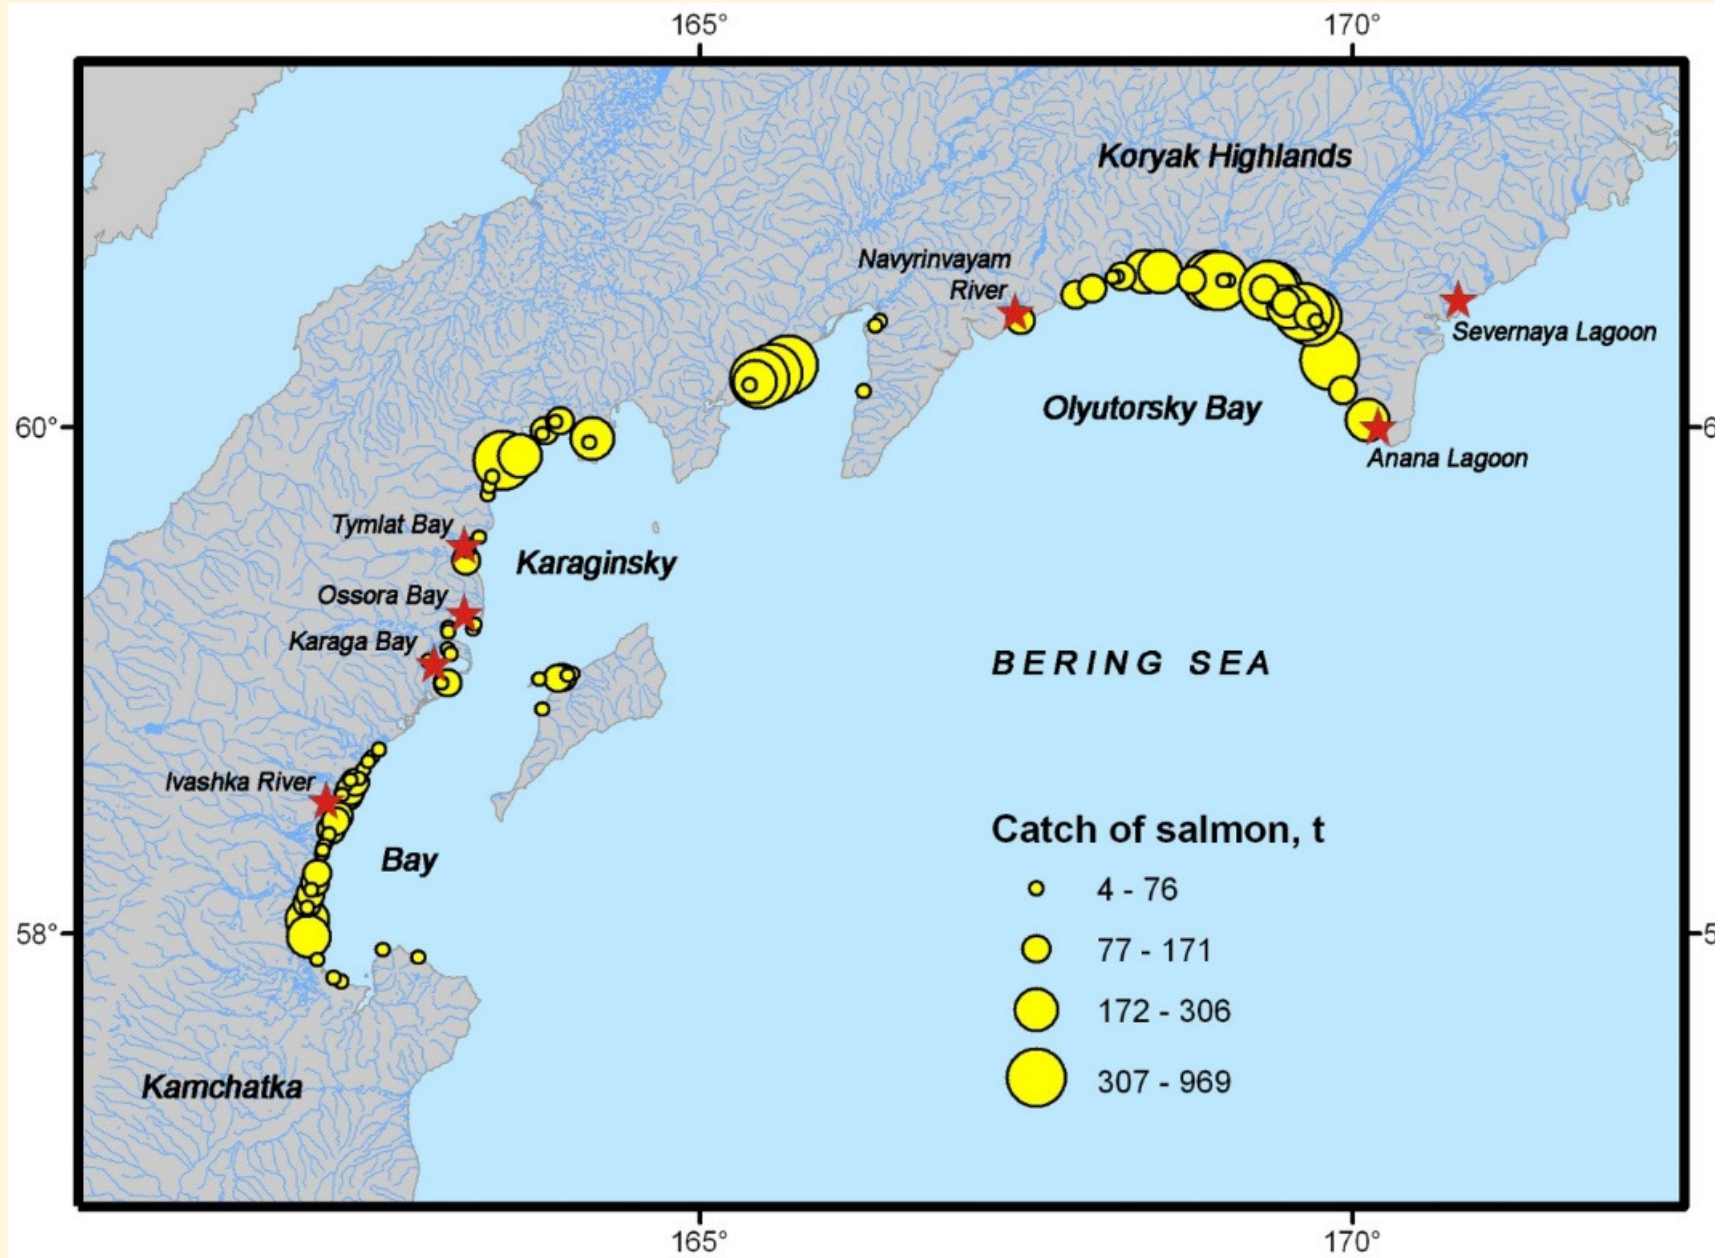 165° 170°
Koryak Highlands
Navyrinvayam
River
Severnaya Lagoon
60°
6
Olyutorsky Bay
Anana Lagoon
Tymlat Bay
Karaginsky
Ossora Bay
Karaga Bay
BERING SEA
Ivashka River
Bay
Catch of salmon, t
4 - 76
58°
5
77 - 171
172 - 306
Kamchatka
307 - 969
165° 170°